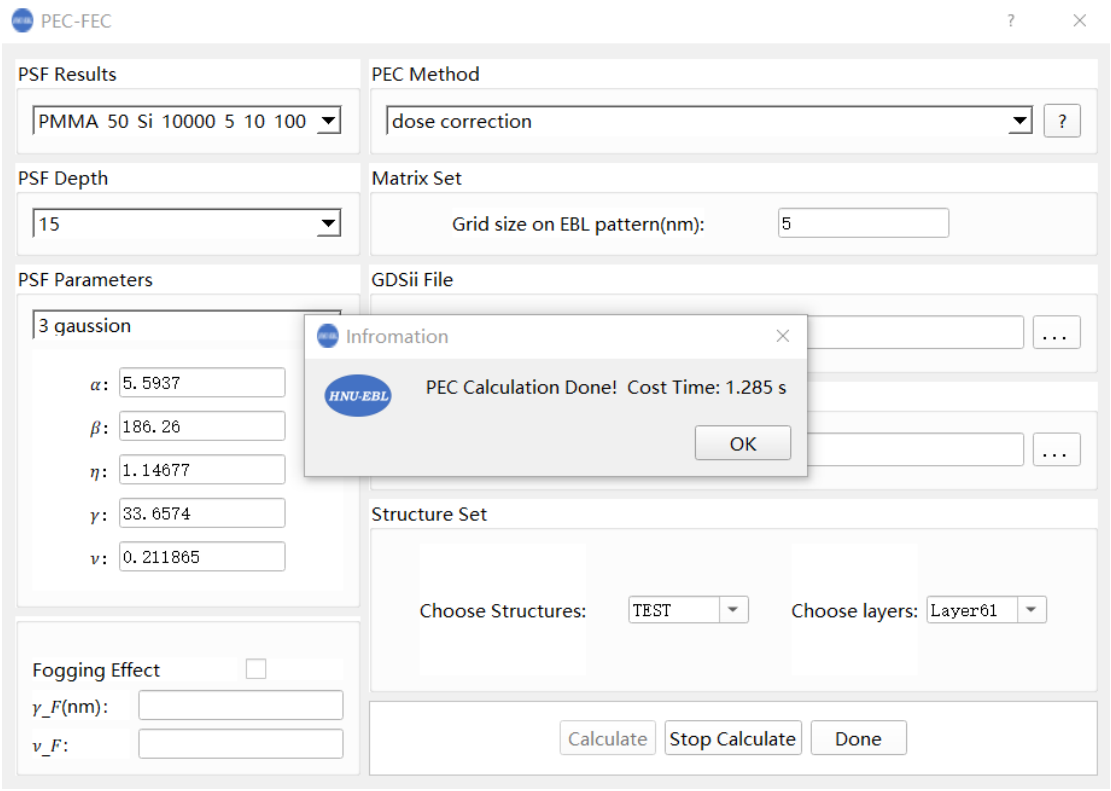 PEC-FEC
?
PSF Results
PMMA 50 Si 10000 5 10 100
PEC Method
dose correction
?
PSF Depth
15
Matrix Set
Grid size on EBL pattern(nm):
5
PSF Parameters
3 gaussion
α: 5.5937
β: 186.26
η: 1.14677
γ: 33.6574
ν: 0.211865
GDSii File
...
...
Infromation
HNU-EBL
PEC Calculation Done! Cost Time: 1.285 s
OK
Structure Set
Choose Structures: TEST
Choose layers: Layer61
Fogging Effect
γ_F(nm):
ν_F:
Calculate
Stop Calculate
Done